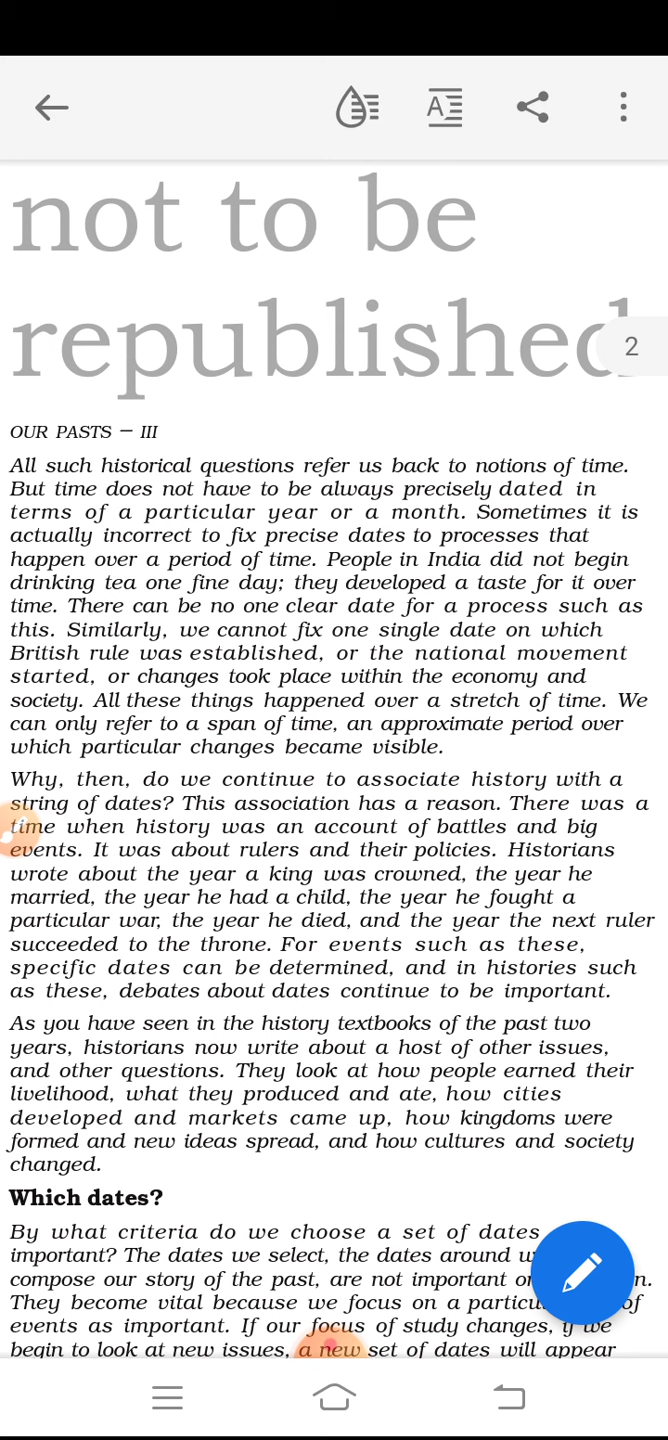 not to be
republished
2
OUR PASTS – III
All such historical questions refer us back to notions of time.
But time does not have to be always precisely dated in
terms of a particular year or a month. Sometimes it is
actually incorrect to fix precise dates to processes that
happen over a period of time. People in India did not begin
drinking tea one fine day; they developed a taste for it over
time. There can be no one clear date for a process such as
this. Similarly, we cannot fix one single date on which
British rule was established, or the national movement
started, or changes took place within the economy and
society. All these things happened over a stretch of time. We
can only refer to a span of time, an approximate period over
which particular changes became visible.
Why, then, do we continue to associate history with a
string of dates? This association has a reason. There was a
time when history was an account of battles and big
events. It was about rulers and their policies. Historians
wrote about the year a king was crowned, the year he
married, the year he had a child, the year he fought a
particular war, the year he died, and the year the next ruler
succeeded to the throne. For events such as these,
specific dates can be determined, and in histories such
as these, debates about dates continue to be important.
As you have seen in the history textbooks of the past two
years, historians now write about a host of other issues,
and other questions. They look at how people earned their
livelihood, what they produced and ate, how cities
developed and markets came up, how kingdoms were
formed and new ideas spread, and how cultures and society
changed.
Which dates?
By what criteria do we choose a set of dates
important? The dates we select, the dates around
compose our story of the past, are not important
They become vital because we focus on a of
events as important. If our focus of study changes, if we
begin to look at new issues, a new set of dates will appear